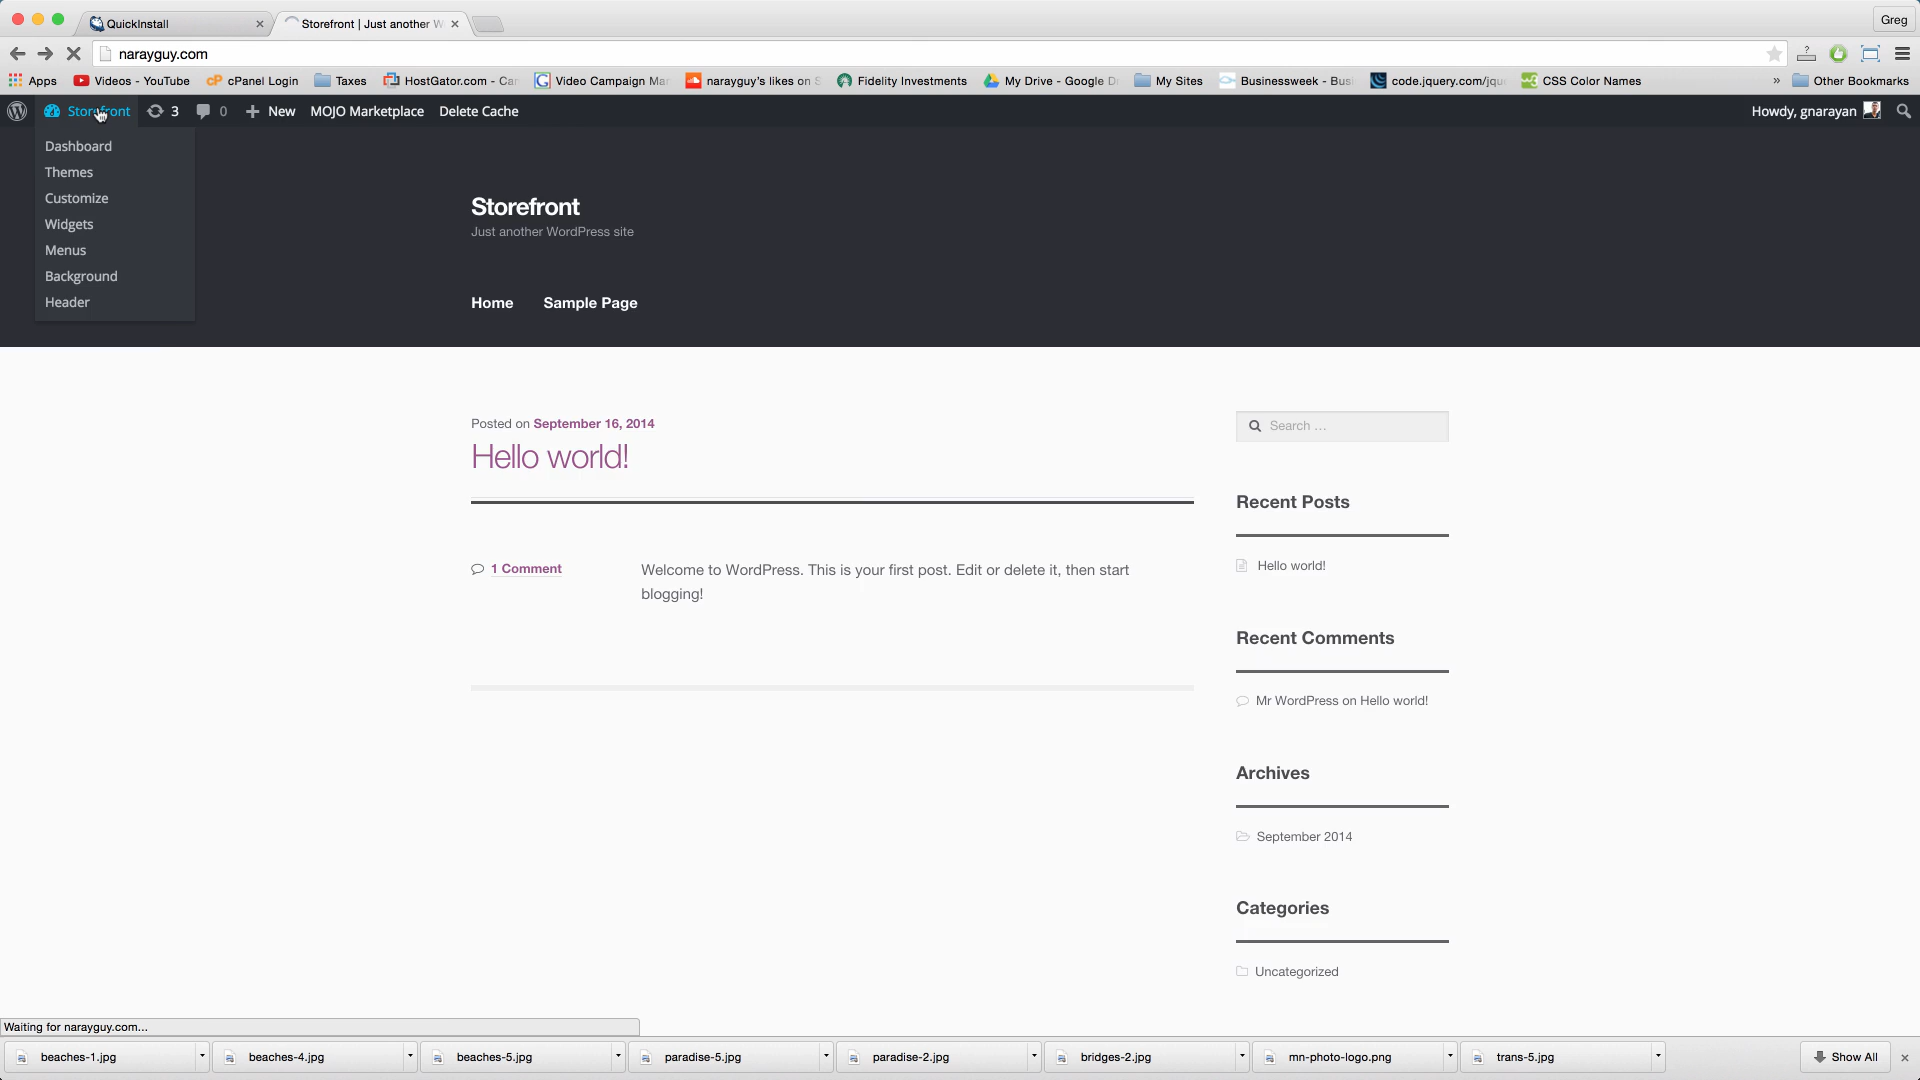 QuickInstall
Storefront | Just another W
Greg
narayguy.com
Apps
Videos - YouTube
cPanel Login
Taxes
HostGator.com - Car
Video Campaign Mar
narayguy's likes on S
Fidelity Investments
My Drive - Google D
My Sites
Businessweek - Busi
code.jquery.com/jqu
CSS Color Names
»
Other Bookmarks
Storefront
3
0
New
MOJO Marketplace
Delete Cache
Howdy, gnarayan
Dashboard
Themes
Customize
Widgets
Menus
Background
Header
Storefront
Just another WordPress site
Home
Sample Page
Posted on September 16, 2014
Hello world!
1 Comment
Welcome to WordPress. This is your first post. Edit or delete it, then start
blogging!
Search …
Recent Posts
Hello world!
Recent Comments
Mr WordPress on Hello world!
Archives
September 2014
Categories
Uncategorized
Waiting for narayguy.com...
beaches-1.jpg
beaches-4.jpg
beaches-5.jpg
paradise-5.jpg
paradise-2.jpg
bridges-2.jpg
mn-photo-logo.png
trans-5.jpg
Show All